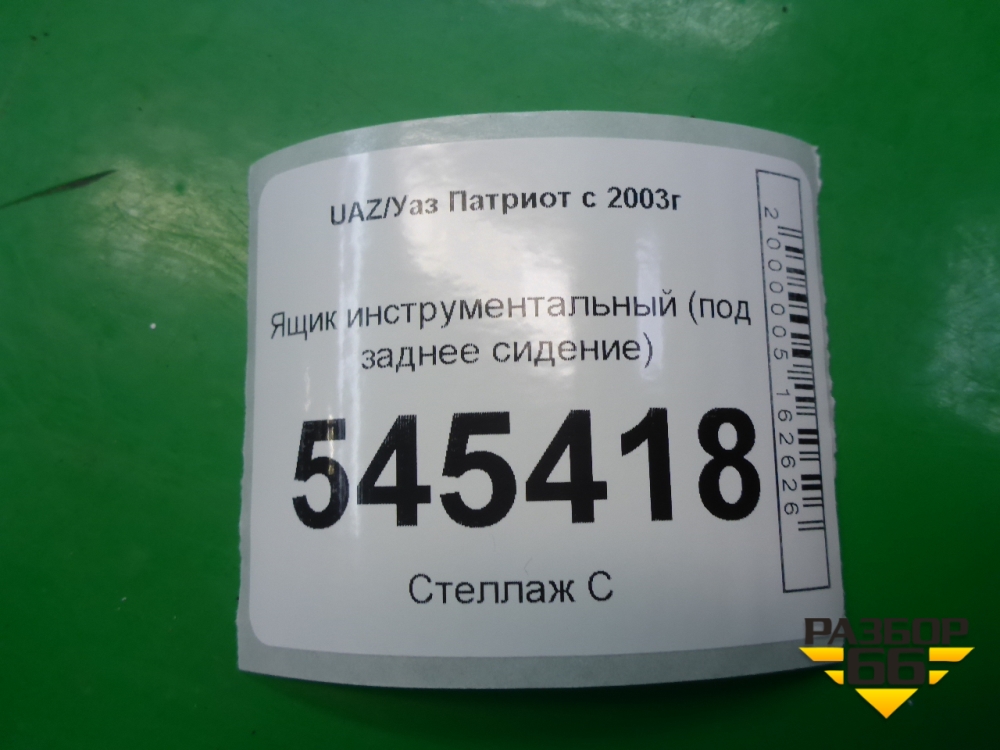 UAZ/Уаз Патриот с 2003г
Ящик инструментальный (под
заднее сидение)
545418
Стеллаж С
2000005162626
РАЗБОР
66